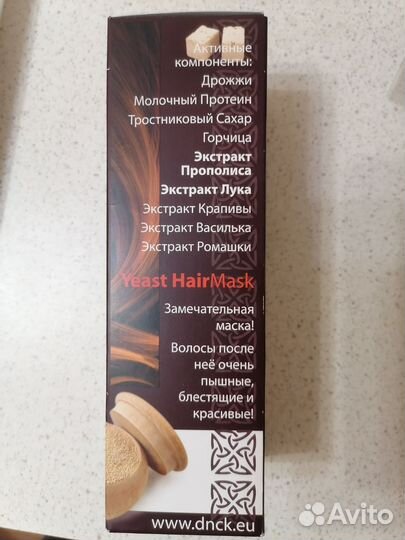 Активные
компоненты:
Дрожжи
Молочный Протеин
Тростниковый Сахар
Горчица
Экстракт
Прополиса
Экстракт Лука
Экстракт Крапивы
Экстракт Василька
Экстракт Ромашки
Yeast HairMask
Замечательная
маска!
Волосы после
неё очень
пышные,
блестящие и
красивые!
www.dnck.eu
Avito